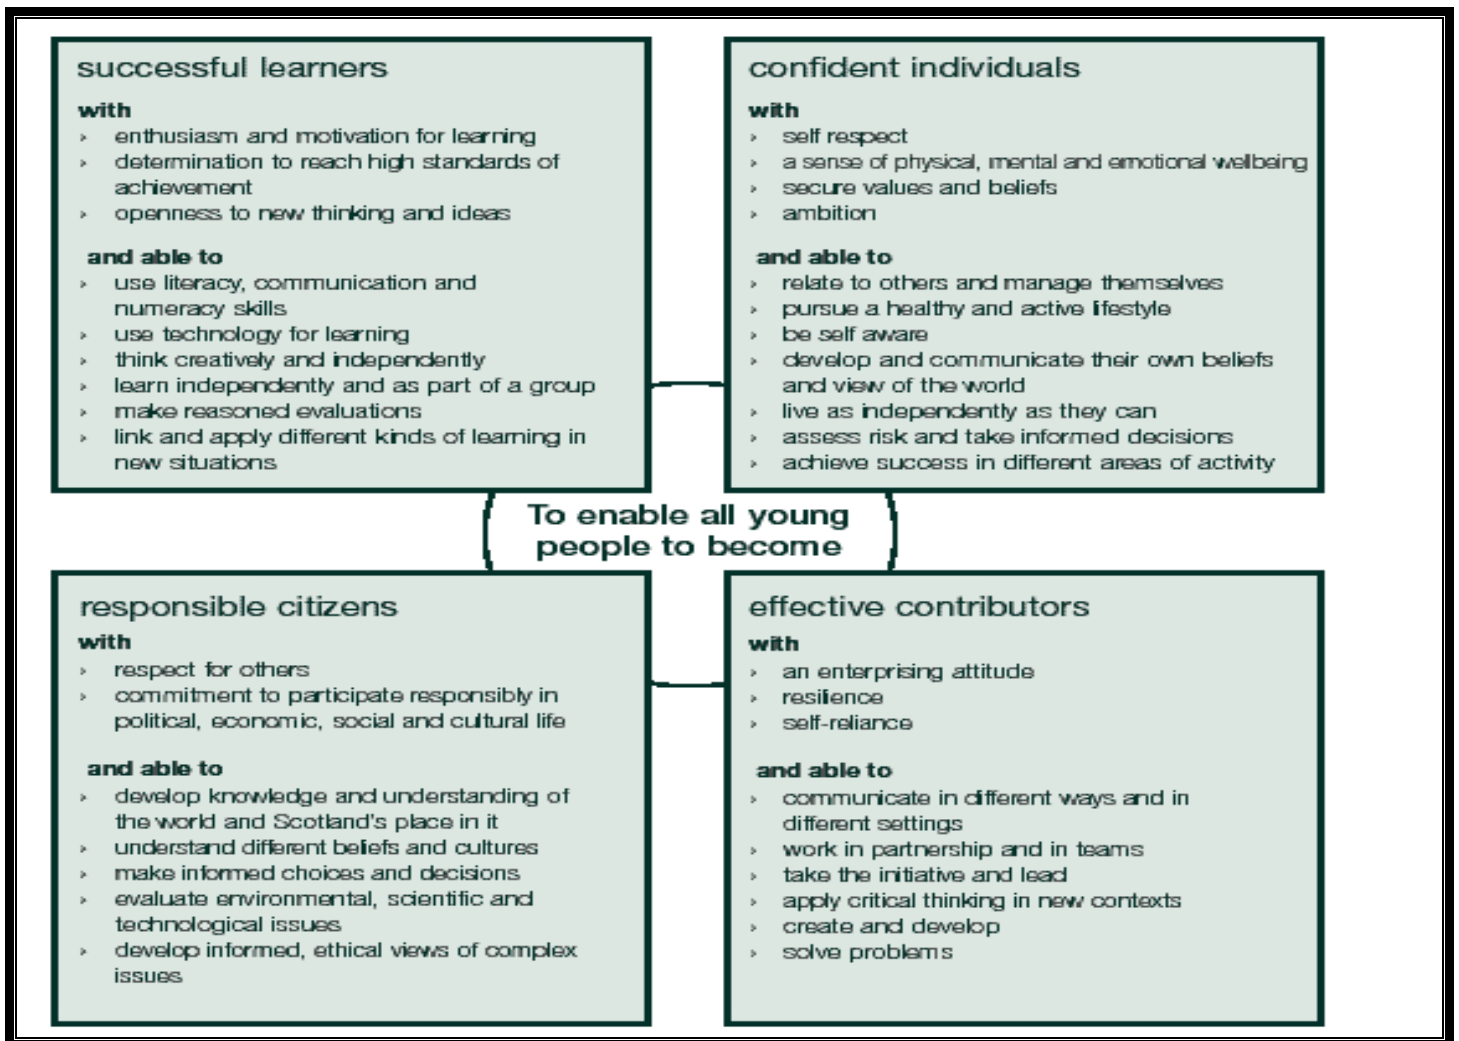 successful learners
with
› enthusiasm and motivation for learning
› determination to reach high standards of
achievement
› openness to new thinking and ideas
and able to
› use literacy, communication and
numeracy skills
› use technology for learning
› think creatively and independently
› learn independently and as part of a group
› make reasoned evaluations
› link and apply different kinds of learning in
new situations
confident individuals
with
› self respect
› a sense of physical, mental and emotional wellbeing
› secure values and beliefs
› ambition
and able to
› relate to others and manage themselves
› pursue a healthy and active lifestyle
› be self aware
› develop and communicate their own beliefs
and view of the world
› live as independently as they can
› assess risk and take informed decisions
› achieve success in different areas of activity
To enable all young
people to become
responsible citizens
with
› respect for others
› commitment to participate responsibly in
political, economic, social and cultural life
and able to
› develop knowledge and understanding of
the world and Scotland's place in it
› understand different beliefs and cultures
› make informed choices and decisions
› evaluate environmental, scientific and
technological issues
› develop informed, ethical views of complex
issues
effective contributors
with
› an enterprising attitude
› resilience
› self-reliance
and able to
› communicate in different ways and in
different settings
› work in partnership and in teams
› take the initiative and lead
› apply critical thinking in new contexts
› create and develop
› solve problems